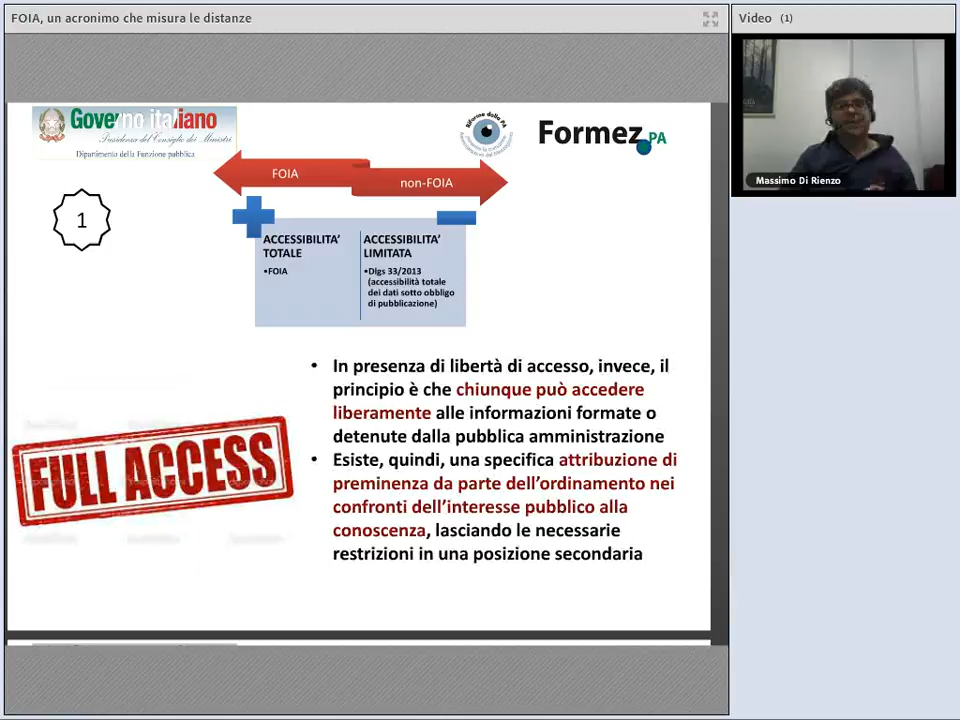 FOIA, un acronimo che misura le distanze
Video (1)
Governo italiano
Presidenza del Consiglio dei Ministri
Dipartimento della Funzione pubblica
Riforme delle PA
Formez PA
FOIA
non-FOIA
1
ACCESSIBILITA’
TOTALE
•FOIA
ACCESSIBILITA’
LIMITATA
•Dlgs 33/2013
(accessibilità totale
dei dati sotto obbligo
di pubblicazione)
Massimo Di Rienzo
• In presenza di libertà di accesso, invece, il
principio è che chiunque può accedere
liberamente alle informazioni formate o
detenute dalla pubblica amministrazione
• Esiste, quindi, una specifica attribuzione di
preminenza da parte dell’ordinamento nei
confronti dell’interesse pubblico alla
conoscenza, lasciando le necessarie
restrizioni in una posizione secondaria
FULL ACCESS